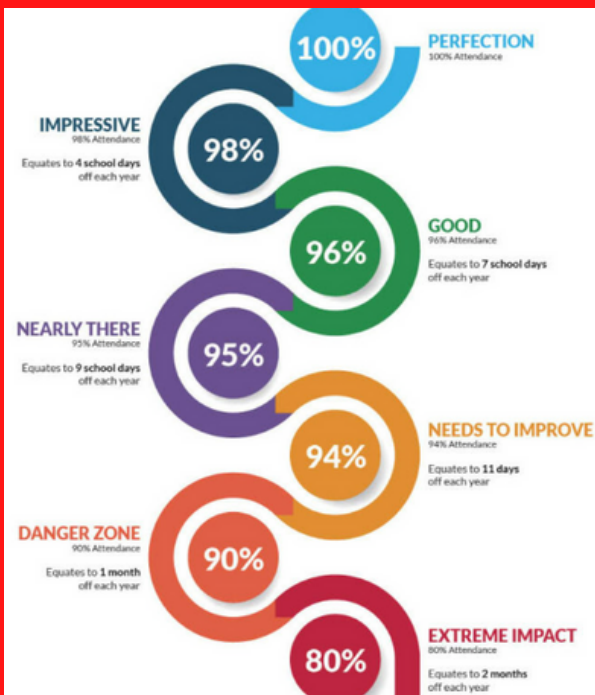 100%
PERFECTION
100% Attendance
IMPRESSIVE
98% Attendance
Equates to 4 school days
off each year
98%
GOOD
96% Attendance
Equates to 7 school days
off each year
96%
NEARLY THERE
95% Attendance
Equates to 9 school days
off each year
95%
NEEDS TO IMPROVE
94% Attendance
Equates to 11 days
off each year
94%
DANGER ZONE
90% Attendance
Equates to 1 month
off each year
90%
EXTREME IMPACT
80% Attendance
Equates to 2 months
off each year
80%